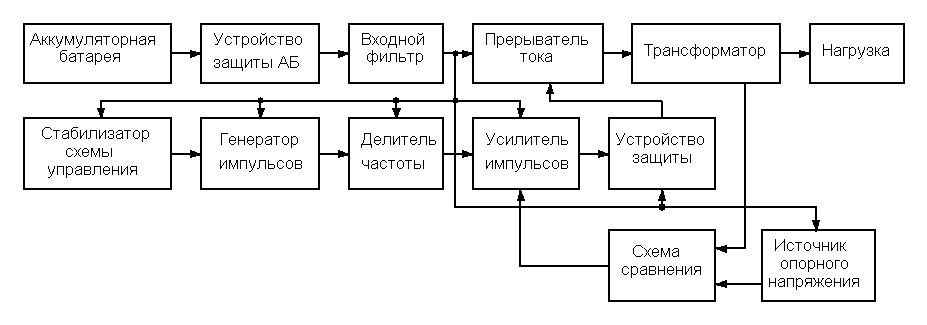 Аккумуляторная
батарея
Устройство
защиты АБ
Входной
фильтр
Прерыватель
тока
Трансформатор
Нагрузка
Стабилизатор
схемы
управления
Генератор
импульсов
Делитель
частоты
Усилитель
импульсов
Устройство
защиты
Схема
сравнения
Источник
опорного
напряжения